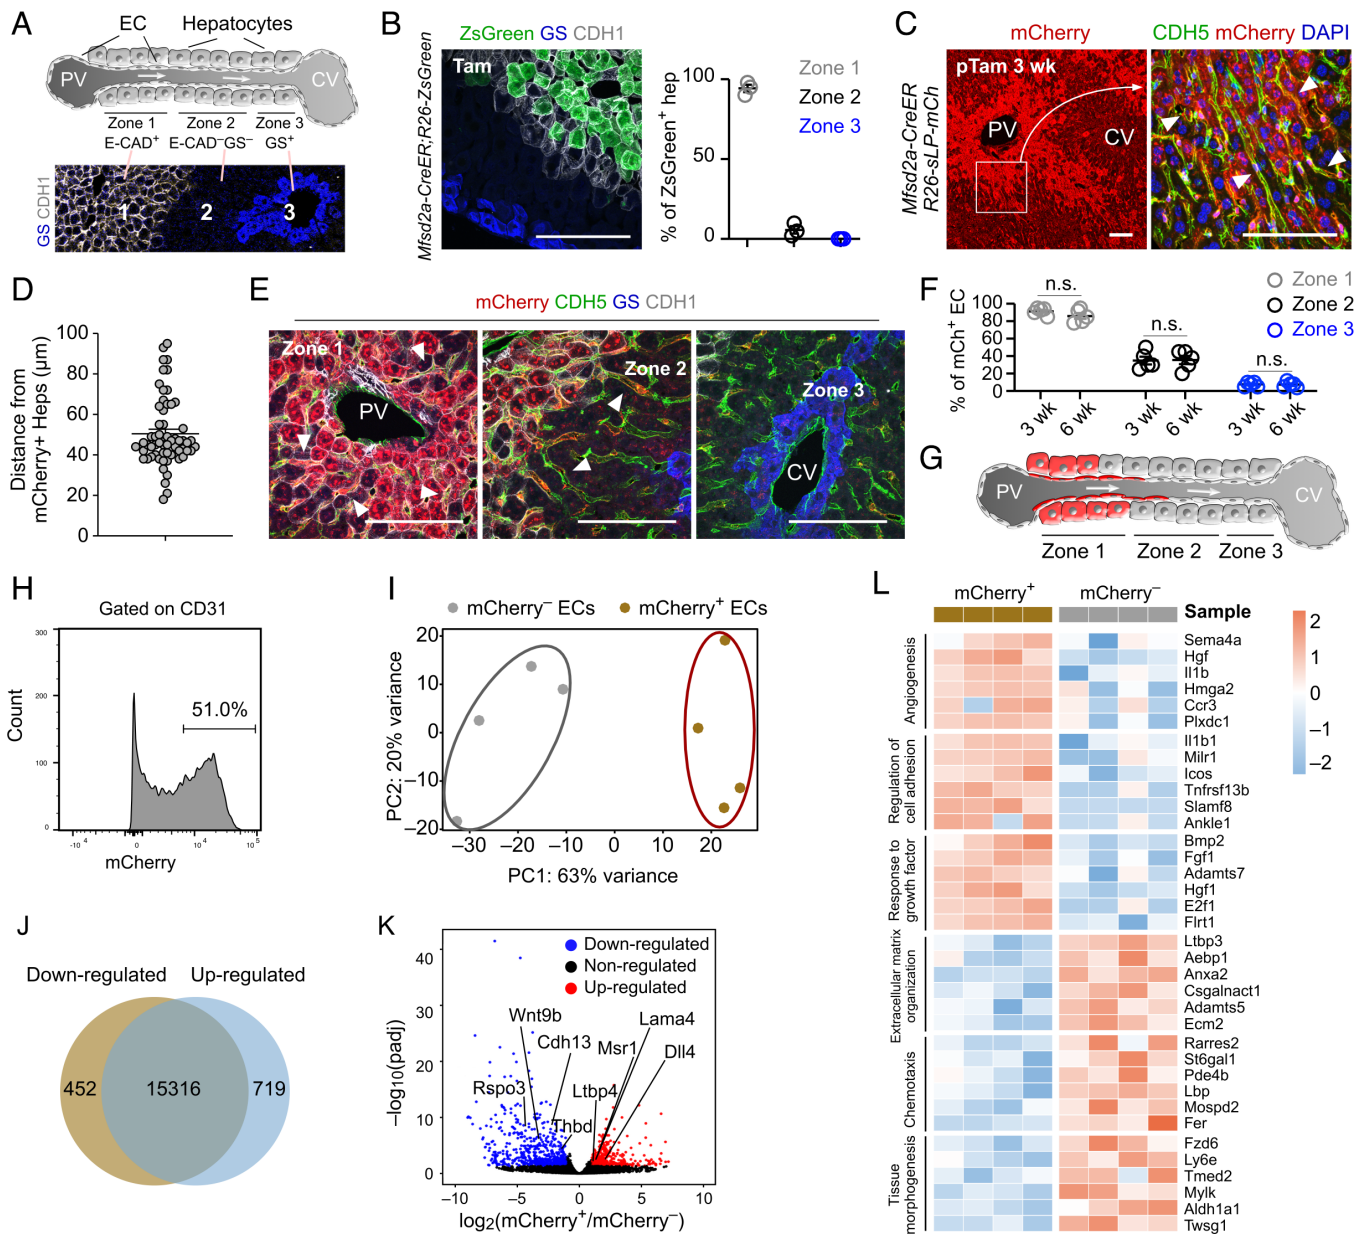 A
EC
Hepatocytes
PV
CV
Zone 1
Zone 2
Zone 3
E-CAD⁺
E-CAD⁻GS⁻
GS⁺
GS CDH1
1
2
3
B
ZsGreen GS CDH1
Mfsd2a-CreER;R26-ZsGreen
Tam
% of ZsGreen⁺ hep
100
50
0
Zone 1
Zone 2
Zone 3
C
mCherry
CDH5 mCherry DAPI
Mfsd2a-CreER
R26-sLP-mCh
pTam 3 wk
PV
CV
D
Distance from
mCherry+ Heps (µm)
100
80
60
40
20
0
E
mCherry CDH5 GS CDH1
Zone 1
PV
Zone 2
Zone 3
CV
F
% of mCh⁺ EC
100
80
60
40
20
0
n.s.
n.s.
n.s.
Zone 1
Zone 2
Zone 3
3 wk
6 wk
3 wk
6 wk
3 wk
6 wk
G
PV
CV
Zone 1
Zone 2
Zone 3
H
Gated on CD31
Count
300
200
100
0
51.0%
-10⁴
0
10⁴
10⁵
mCherry
I
mCherry⁻ ECs
mCherry⁺ ECs
PC2: 20% variance
20
10
0
−10
−20
−30
−20
−10
0
10
20
PC1: 63% variance
J
Down-regulated
Up-regulated
452
15316
719
K
−log₁₀(padj)
40
30
20
10
0
Down-regulated
Non-regulated
Up-regulated
Wnt9b
Cdh13
Rspo3
Thbd
Ltbp4
Msr1
Lama4
Dll4
−10
−5
0
5
10
log₂(mCherry⁺/mCherry⁻)
L
mCherry⁺
mCherry⁻
Sample
Angiogenesis
Sema4a
Hgf
Il1b
Hmga2
Ccr3
Plxdc1
Regulation of
cell adhesion
Il1b1
Milr1
Icos
Tnfrsf13b
Slamf8
Ankle1
Response to
growth factor
Bmp2
Fgf1
Adamts7
Hgf1
E2f1
Flrt1
Extracellular matrix
organization
Ltbp3
Aebp1
Anxa2
Csgalnact1
Adamts5
Ecm2
Chemotaxis
Rarres2
St6gal1
Pde4b
Lbp
Mospd2
Fer
Tissue
morphogenesis
Fzd6
Ly6e
Tmed2
Mylk
Aldh1a1
Twsg1
2
1
0
−1
−2